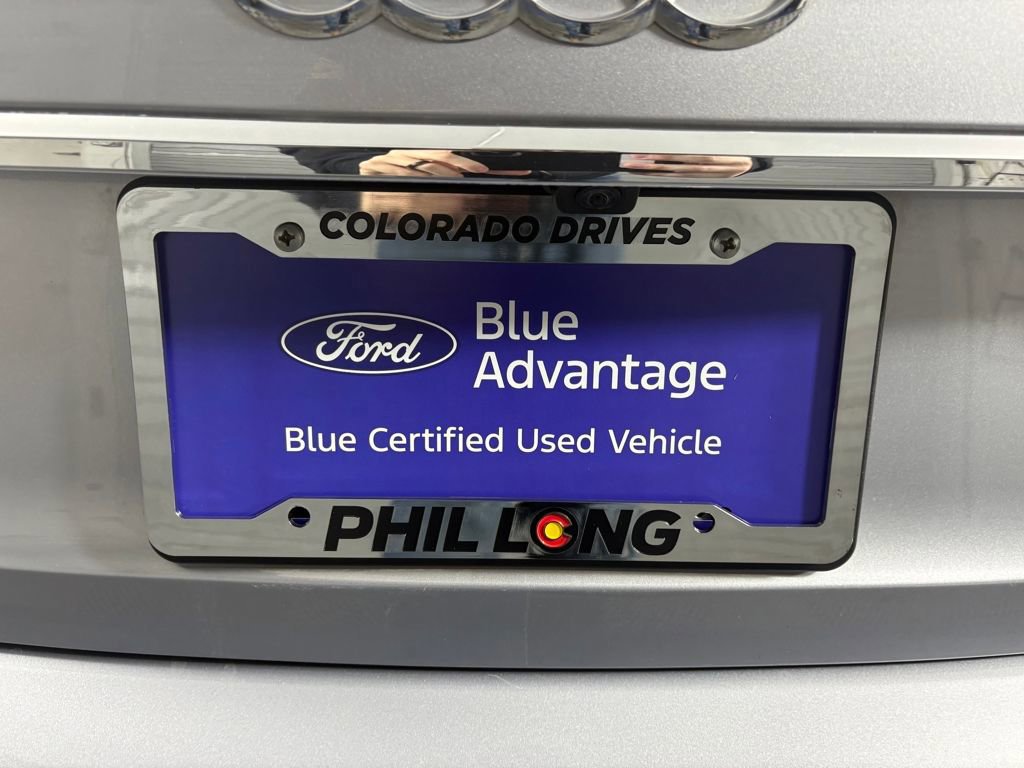 COLORADO DRIVES
Ford
Blue
Advantage
Blue Certified Used Vehicle
PHIL LONG